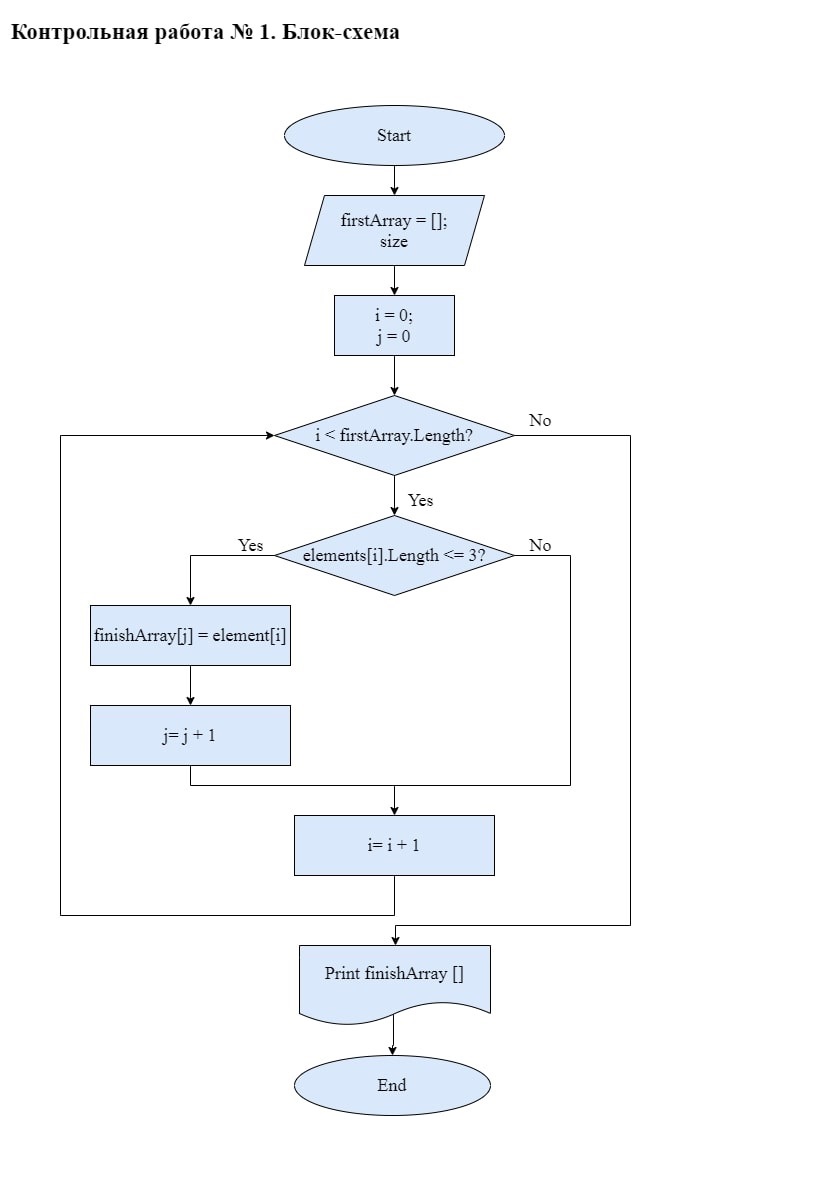 Контрольная работа № 1. Блок-схема
Start
firstArray = [];
size
i = 0;
j = 0
i < firstArray.Length?
No
Yes
elements[i].Length <= 3?
Yes
No
finishArray[j] = element[i]
j= j + 1
i= i + 1
Print finishArray []
End